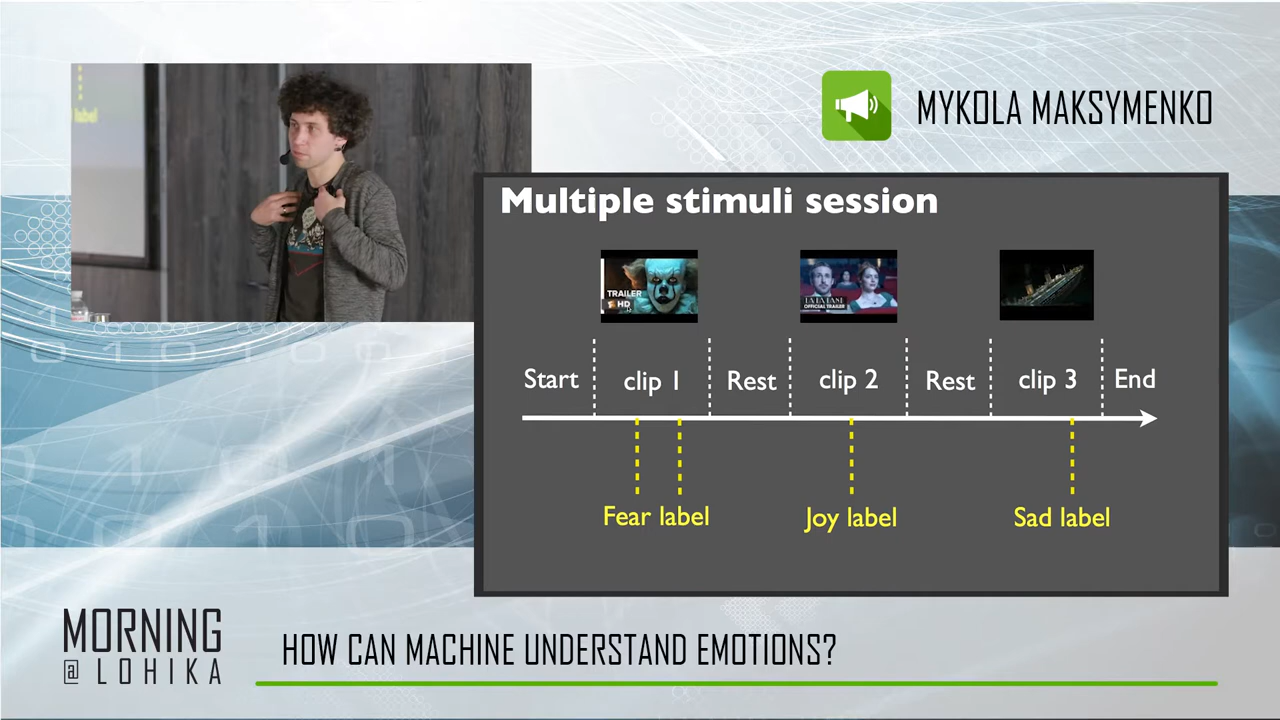 label
MYKOLA MAKSYMENKO
Multiple stimuli session
TRAILER
HD
LA LA LAND
OFFICIAL TRAILER
Start
clip 1
Rest
clip 2
Rest
clip 3
End
Fear label
Joy label
Sad label
MORNING
@ LOHIKA
HOW CAN MACHINE UNDERSTAND EMOTIONS?